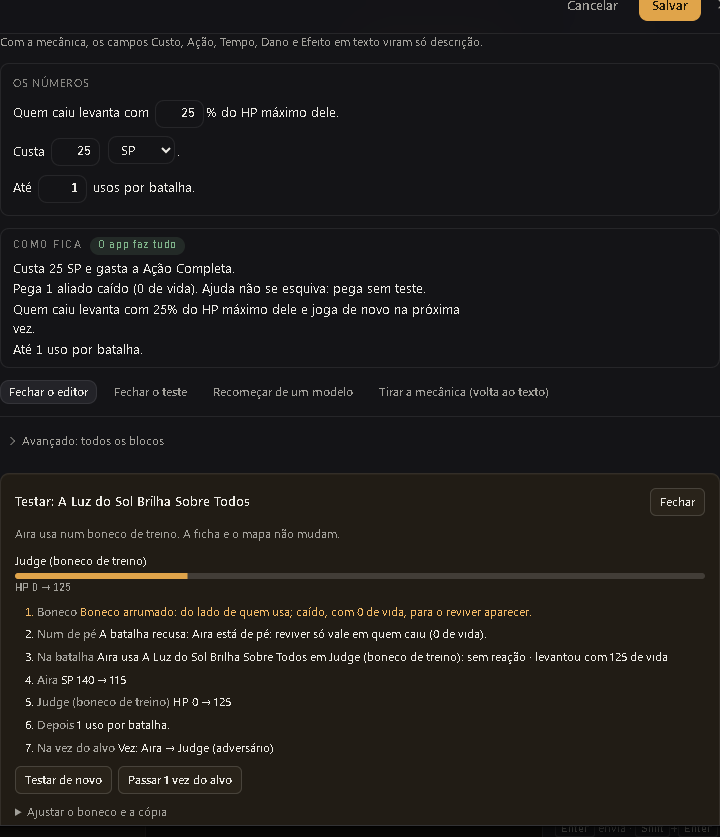 Cancelar Salvar
Com a mecânica, os campos Custo, Ação, Tempo, Dano e Efeito em texto viram só descrição.
OS NÚMEROS
Quem caiu levanta com 25 % do HP máximo dele.
Custa 25 SP .
Até 1 usos por batalha.
COMO FICA O app faz tudo
Custa 25 SP e gasta a Ação Completa.
Pega 1 aliado caído (0 de vida). Ajuda não se esquiva: pega sem teste.
Quem caiu levanta com 25% do HP máximo dele e joga de novo na próxima
vez.
Até 1 uso por batalha.
Fechar o editor Fechar o teste Recomeçar de um modelo Tirar a mecânica (volta ao texto)
Avançado: todos os blocos
Testar: A Luz do Sol Brilha Sobre Todos Fechar
Aira usa num boneco de treino. A ficha e o mapa não mudam.
Judge (boneco de treino)
HP 0 → 125
1. Boneco Boneco arrumado: do lado de quem usa; caído, com 0 de vida, para o reviver aparecer.
2. Num de pé A batalha recusa: Aira está de pé: reviver só vale em quem caiu (0 de vida).
3. Na batalha Aira usa A Luz do Sol Brilha Sobre Todos em Judge (boneco de treino): sem reação · levantou com 125 de vida
4. Aira SP 140 → 115
5. Judge (boneco de treino) HP 0 → 125
6. Depois 1 uso por batalha.
7. Na vez do alvo Vez: Aira → Judge (adversário)
Testar de novo Passar 1 vez do alvo
Ajustar o boneco e a cópia